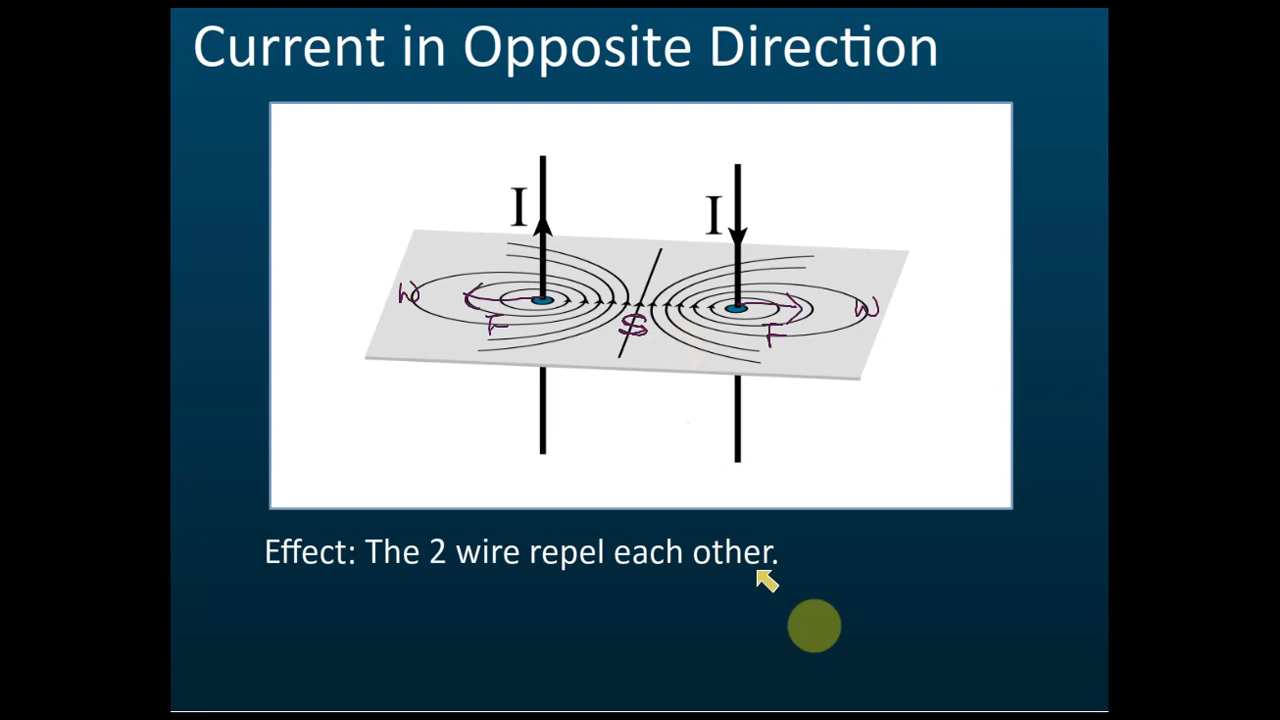 Current in Opposite Direction
I
I
W
F
S
F
W
Effect: The 2 wire repel each other.